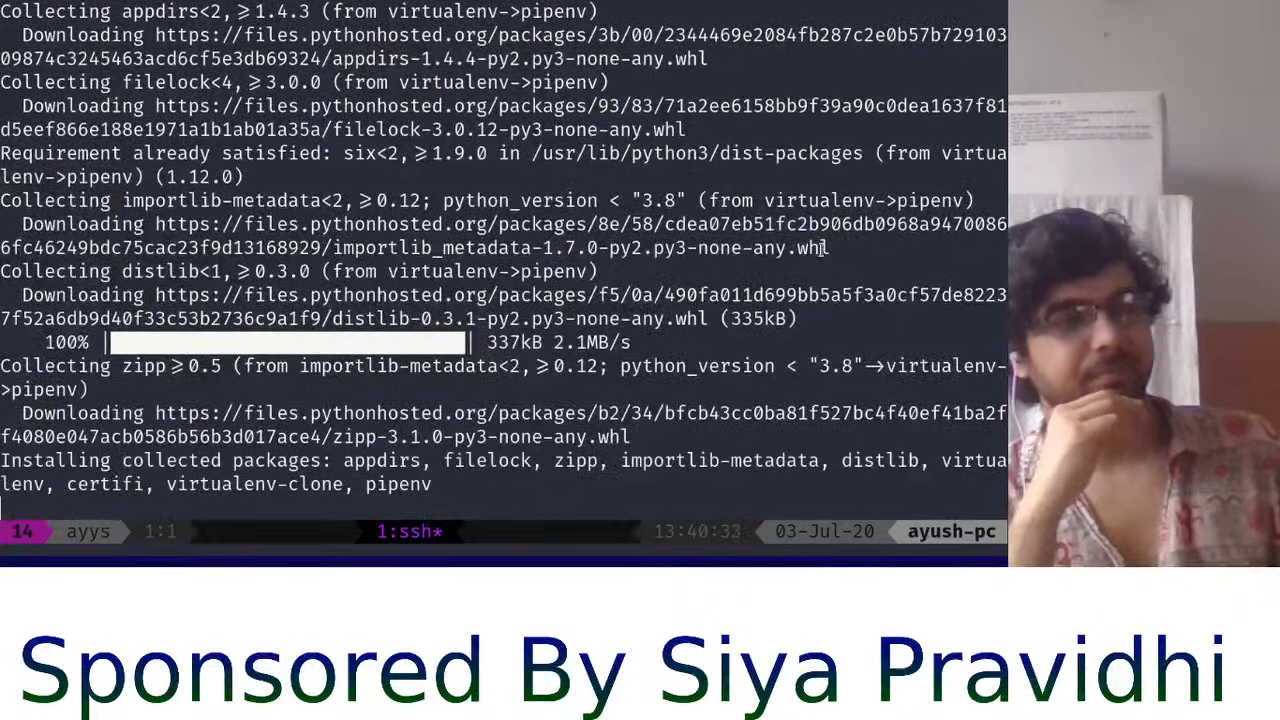 Collecting appdirs<2,>=1.4.3 (from virtualenv->pipenv)
Downloading https://files.pythonhosted.org/packages/3b/00/2344469e2084fb287c2e0b57b729103
09874c3245463acd6cf5e3db69324/appdirs-1.4.4-py2.py3-none-any.whl
Collecting filelock<4,>=3.0.0 (from virtualenv->pipenv)
Downloading https://files.pythonhosted.org/packages/93/83/71a2ee6158bb9f39a90c0dea1637f81
d5eef866e188e1971a1b1ab01a35a/filelock-3.0.12-py3-none-any.whl
Requirement already satisfied: six<2,>=1.9.0 in /usr/lib/python3/dist-packages (from virtua
lenv->pipenv) (1.12.0)
Collecting importlib-metadata<2,>=0.12; python_version < "3.8" (from virtualenv->pipenv)
Downloading https://files.pythonhosted.org/packages/8e/58/cdea07eb51fc2b906db0968a9470086
6fc46249bdc75cac23f9d13168929/importlib_metadata-1.7.0-py2.py3-none-any.whl
Collecting distlib<1,>=0.3.0 (from virtualenv->pipenv)
Downloading https://files.pythonhosted.org/packages/f5/0a/490fa011d699bb5a5f3a0cf57de8223
7f52a6db9d40f33c53b2736c9a1f9/distlib-0.3.1-py2.py3-none-any.whl (335kB)
100% | | 337kB 2.1MB/s
Collecting zipp>=0.5 (from importlib-metadata<2,>=0.12; python_version < "3.8"->virtualenv-
>pipenv)
Downloading https://files.pythonhosted.org/packages/b2/34/bfcb43cc0ba81f527bc4f40ef41ba2f
f4080e047acb0586b56b3d017ace4/zipp-3.1.0-py3-none-any.whl
Installing collected packages: appdirs, filelock, zipp, importlib-metadata, distlib, virtua
lenv, certifi, virtualenv-clone, pipenv
14 ayys 1:1 1:ssh* 13:40:33 03-Jul-20 ayush-pc
Sponsored By Siya Pravidhi